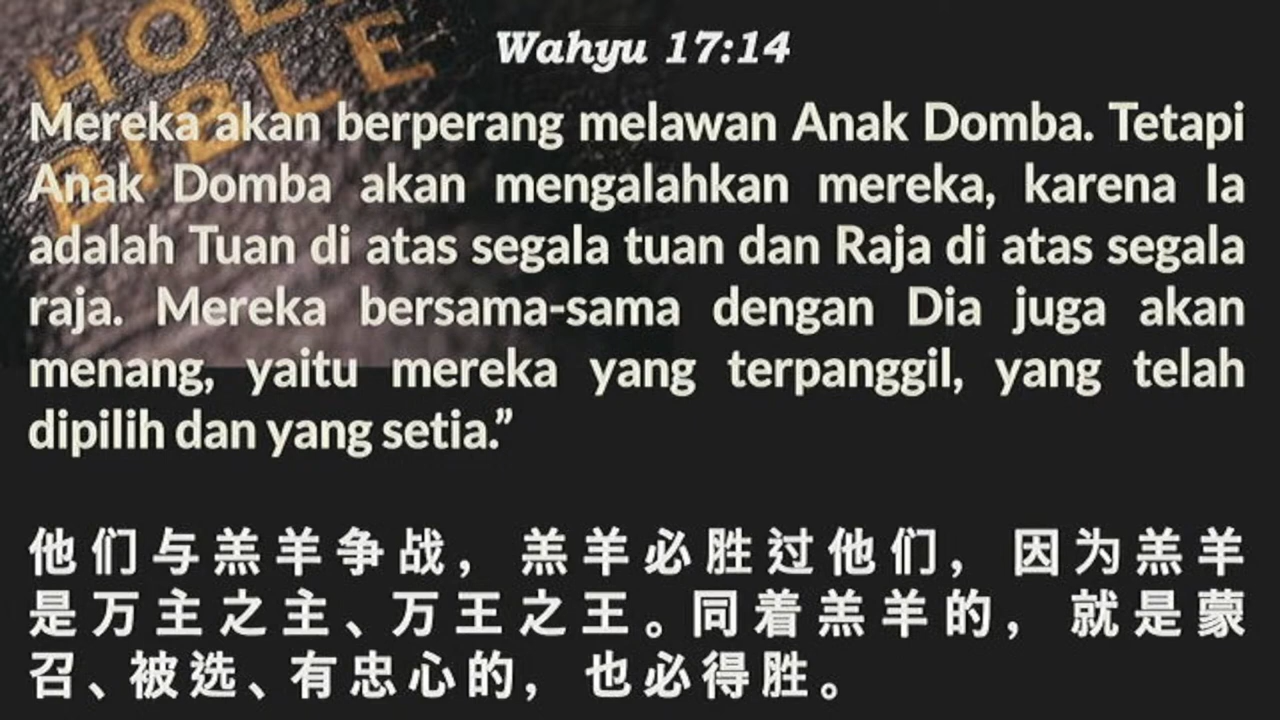 HOLY
BIBLE
Wahyu 17:14
Mereka akan berperang melawan Anak Domba. Tetapi
Anak Domba akan mengalahkan mereka, karena Ia
adalah Tuan di atas segala tuan dan Raja di atas segala
raja. Mereka bersama-sama dengan Dia juga akan
menang, yaitu mereka yang terpanggil, yang telah
dipilih dan yang setia.”
他们与羔羊争战，羔羊必胜过他们，因为羔羊
是万主之主、万王之王。同着羔羊的，就是蒙
召、被选、有忠心的，也必得胜。